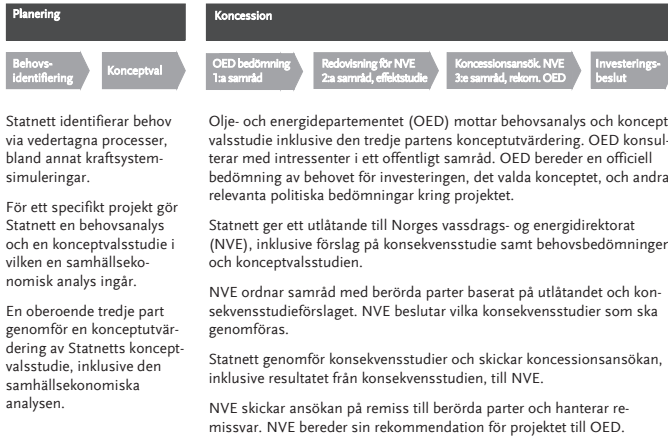 Planering
Koncession
Behovs-
identifiering
Konceptval
OED bedömning
1:a samråd
Redovisning för NVE
2:a samråd, effektstudie
Koncessionsansök. NVE
3:e samråd, rekom. OED
Investerings-
beslut
Statnett identifierar behov
via vedertagna processer,
bland annat kraftsystem-
simuleringar.
För ett specifikt projekt gör
Statnett en behovsanalys
och en konceptvalsstudie i
vilken en samhällseko-
nomisk analys ingår.
En oberoende tredje part
genomför en konceptutvär-
dering av Statnetts koncept-
valsstudie, inklusive den
samhällsekonomiska
analysen.
Olje- och energidepartementet (OED) mottar behovsanalys och koncept
valsstudie inklusive den tredje partens konceptutvärdering. OED konsul-
terar med intressenter i ett offentligt samråd. OED bereder en officiell
bedömning av behovet för investeringen, det valda konceptet, och andra
relevanta politiska bedömningar kring projektet.
Statnett ger ett utlåtande till Norges vassdrags- og energidirektorat
(NVE), inklusive förslag på konsekvensstudie samt behovsbedömningen
och konceptvalsstudien.
NVE ordnar samråd med berörda parter baserat på utlåtandet och kon-
sekvensstudieförslaget. NVE beslutar vilka konsekvensstudier som ska
genomföras.
Statnett genomför konsekvensstudier och skickar koncessionsansökan,
inklusive resultatet från konsekvensstudien, till NVE.
NVE skickar ansökan på remiss till berörda parter och hanterar re-
missvar. NVE bereder sin rekommendation för projektet till OED.